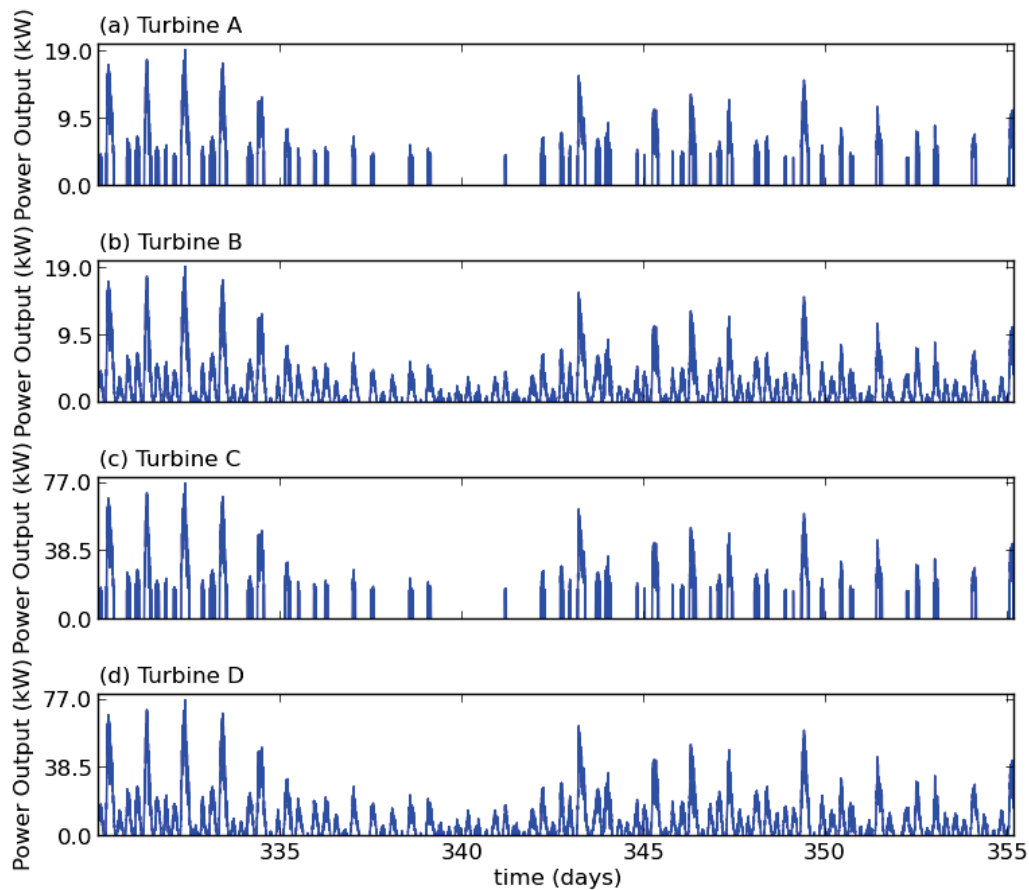 (a) Turbine A
Power Output (kW)
19.0
9.5
0.0
(b) Turbine B
Power Output (kW)
19.0
9.5
0.0
(c) Turbine C
Power Output (kW)
77.0
38.5
0.0
(d) Turbine D
Power Output (kW)
77.0
38.5
0.0
335 340 345 350 355
time (days)